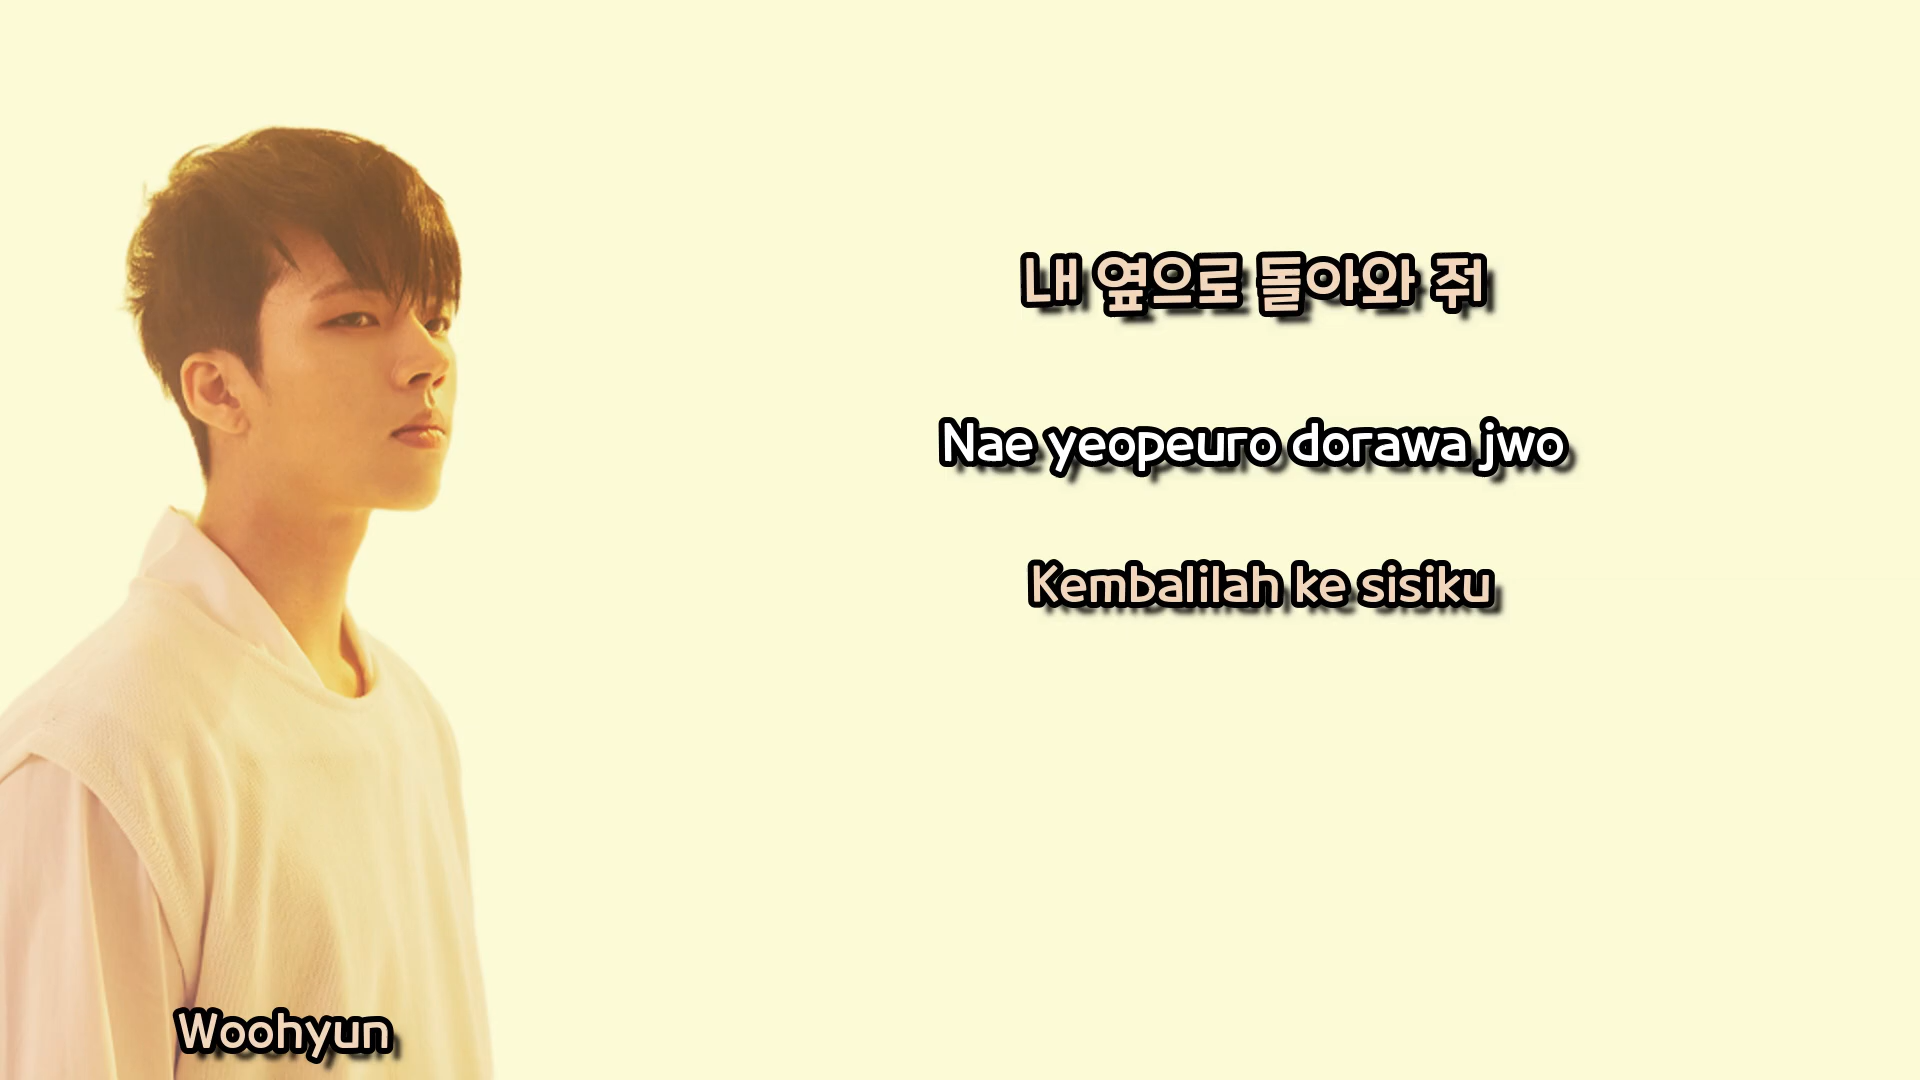 내 옆으로 돌아와 줘
Nae yeopeuro dorawa jwo
Kembalilah ke sisiku
Woohyun